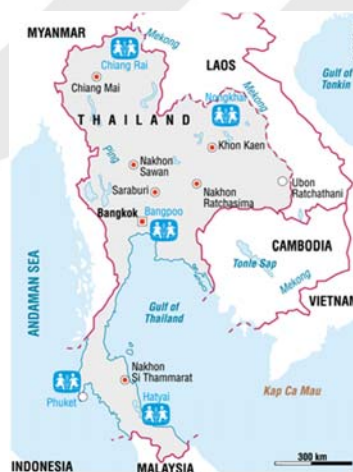 MYANMAR
Mekong
Chiang Rai
LAOS
Gulf of
Tonkin
Chiang Mai
Nongkhai
Mekong
THAILAND
Ping
Khon Kaen
Nakhon
Sawan
Ubon
Ratchathani
Saraburi
Nakhon
Ratchasima
Bangkok
Bangpoo
CAMBODIA
Tonle Sap
Mekong
ANDAMAN SEA
Gulf of
Thailand
VIETNAM
Nakhon
Si Thammarat
Kap Ca Mau
Phuket
Hatyai
300 km
INDONESIA
MALAYSIA